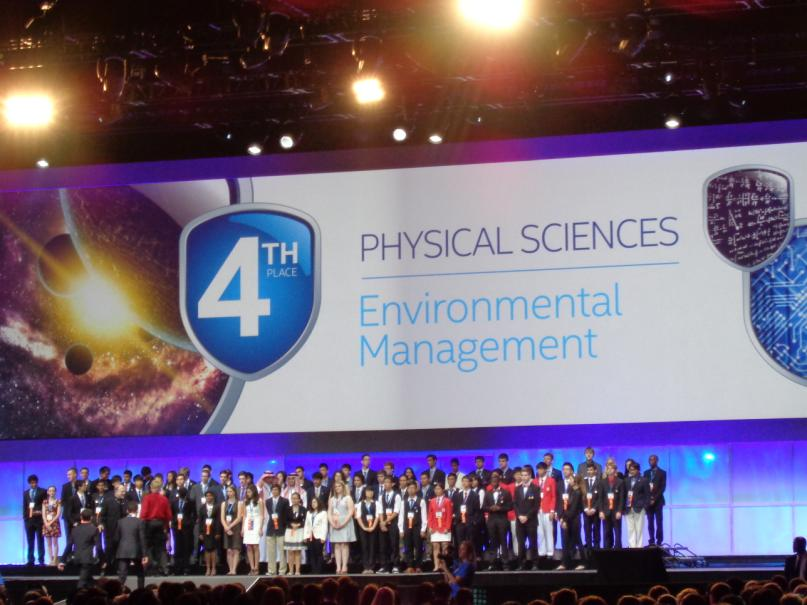 4TH
PLACE
PHYSICAL SCIENCES
Environmental
Management